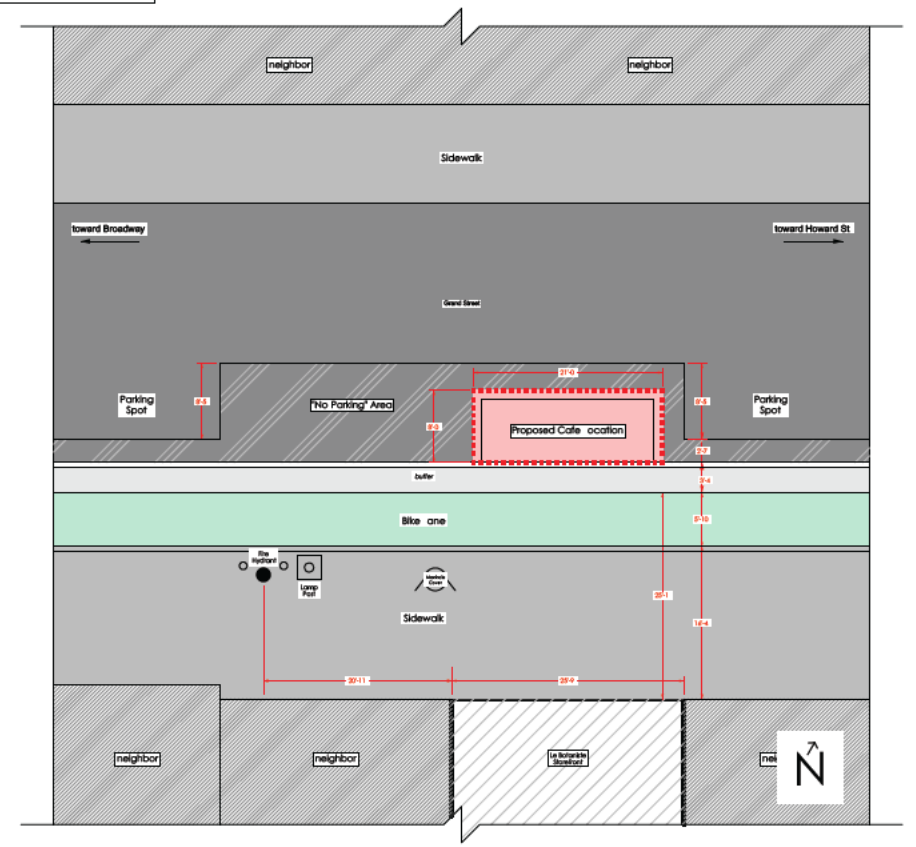 neighbor
neighbor
Sidewalk
toward Broadway
toward Howard St
Grand Street
21'-0
Parking
Spot
8'-5
"No Parking" Area
8'-0
Proposed Cafe ocation
8'-5
Parking
Spot
2'-7
buffer
3'-4
Bike ane
5'-10
Fire
Hydrant
Lamp
Post
Manhole
Cover
25'-1
Sidewalk
16'-4
20'-11
25'-9
neighbor
neighbor
Le Botaniste
Storefront
nei
N